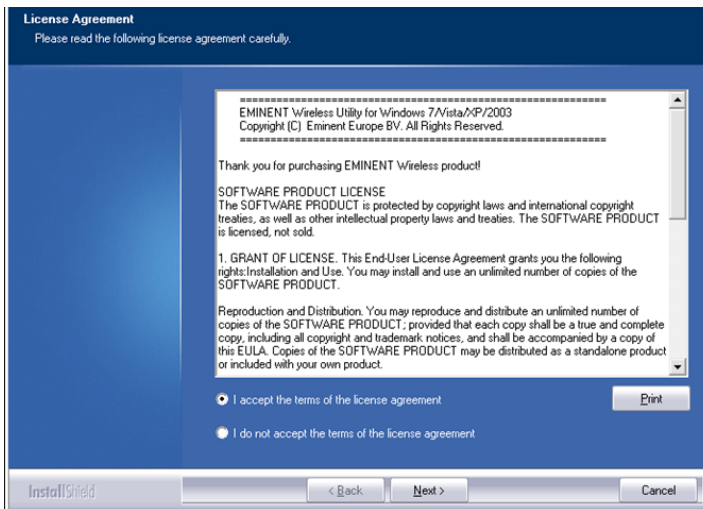 License Agreement
Please read the following license agreement carefully.
================================================================
EMINENT Wireless Utility for Windows 7/Vista/XP/2003
Copyright (C) Eminent Europe BV. All Rights Reserved.
================================================================
Thank you for purchasing EMINENT Wireless product!
SOFTWARE PRODUCT LICENSE
The SOFTWARE PRODUCT is protected by copyright laws and international copyright
treaties, as well as other intellectual property laws and treaties. The SOFTWARE PRODUCT
is licensed, not sold.
1. GRANT OF LICENSE. This End-User License Agreement grants you the following
rights:Installation and Use. You may install and use an unlimited number of copies of the
SOFTWARE PRODUCT.
Reproduction and Distribution. You may reproduce and distribute an unlimited number of
copies of the SOFTWARE PRODUCT; provided that each copy shall be a true and complete
copy, including all copyright and trademark notices, and shall be accompanied by a copy of
this EULA. Copies of the SOFTWARE PRODUCT may be distributed as a standalone product
or included with your own product.
I accept the terms of the license agreement
Print
I do not accept the terms of the license agreement
InstallShield
< Back
Next >
Cancel